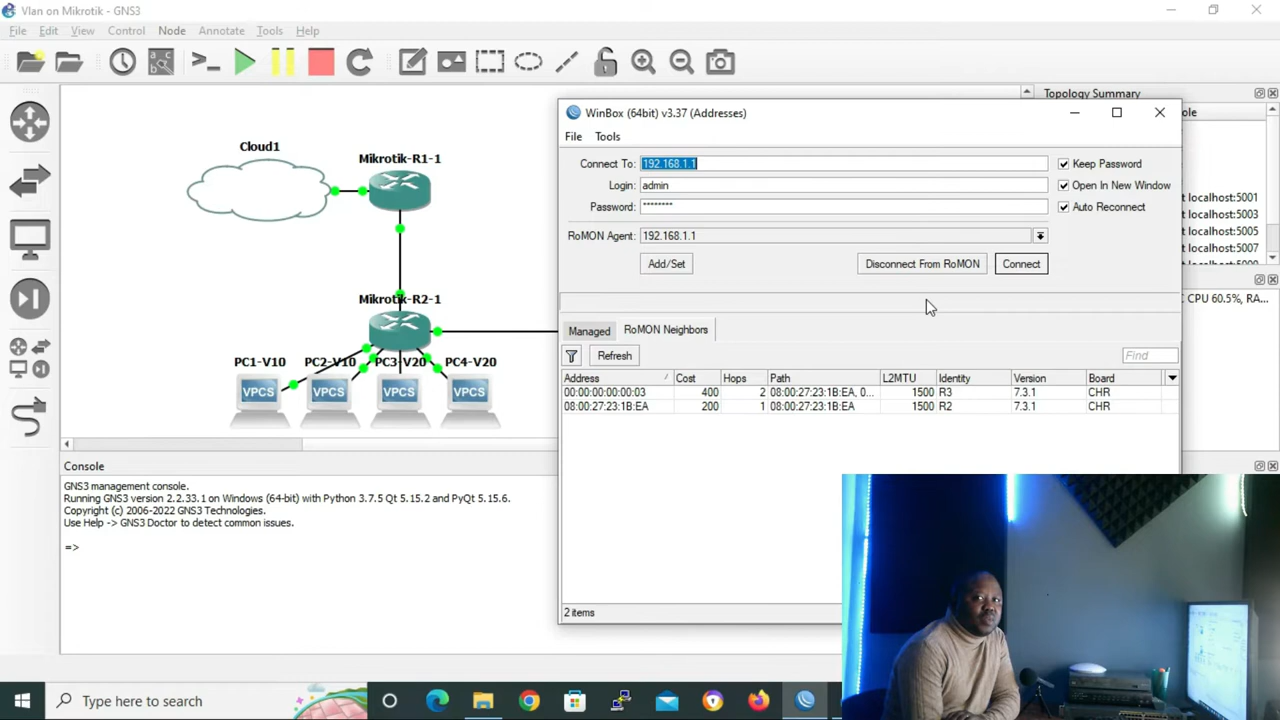 Vlan on Mikrotik - GNS3
File Edit View Control Node Annotate Tools Help
Topology Summary
Cloud1
Mikrotik-R1-1
Mikrotik-R2-1
PC1-V10 PC2-V10 PC3-V20 PC4-V20
VPCS VPCS VPCS VPCS
WinBox (64bit) v3.37 (Addresses)
File Tools
Connect To: 192.168.1.1 Keep Password
Login: admin Open In New Window
Password: ******** Auto Reconnect
RoMON Agent: 192.168.1.1
Add/Set Disconnect From RoMON Connect
Managed RoMON Neighbors
Refresh Find
Address Cost Hops Path L2MTU Identity Version Board
00:00:00:00:00:03 400 2 08:00:27:23:1B:EA, 0... 1500 R3 7.3.1 CHR
08:00:27:23:1B:EA 200 1 08:00:27:23:1B:EA 1500 R2 7.3.1 CHR
2 items
t localhost:5001
t localhost:5003
t localhost:5005
t localhost:5007
CPU 60.5%, RA...
Console
GNS3 management console.
Running GNS3 version 2.2.33.1 on Windows (64-bit) with Python 3.7.5 Qt 5.15.2 and PyQt 5.15.6.
Copyright (c) 2006-2022 GNS3 Technologies.
Use Help -> GNS3 Doctor to detect common issues.
=>
Type here to search